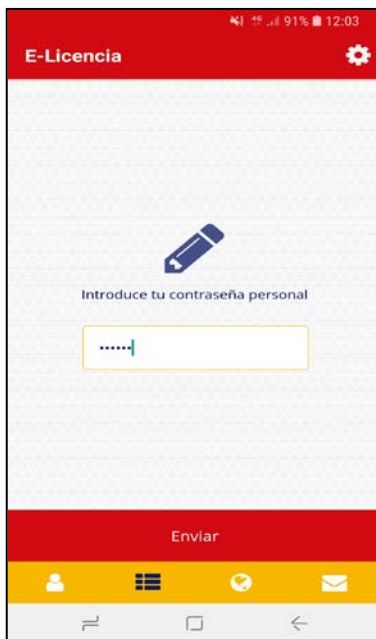 91% 12:03
E-Licencia
Introduce tu contraseña personal
••••••
Enviar